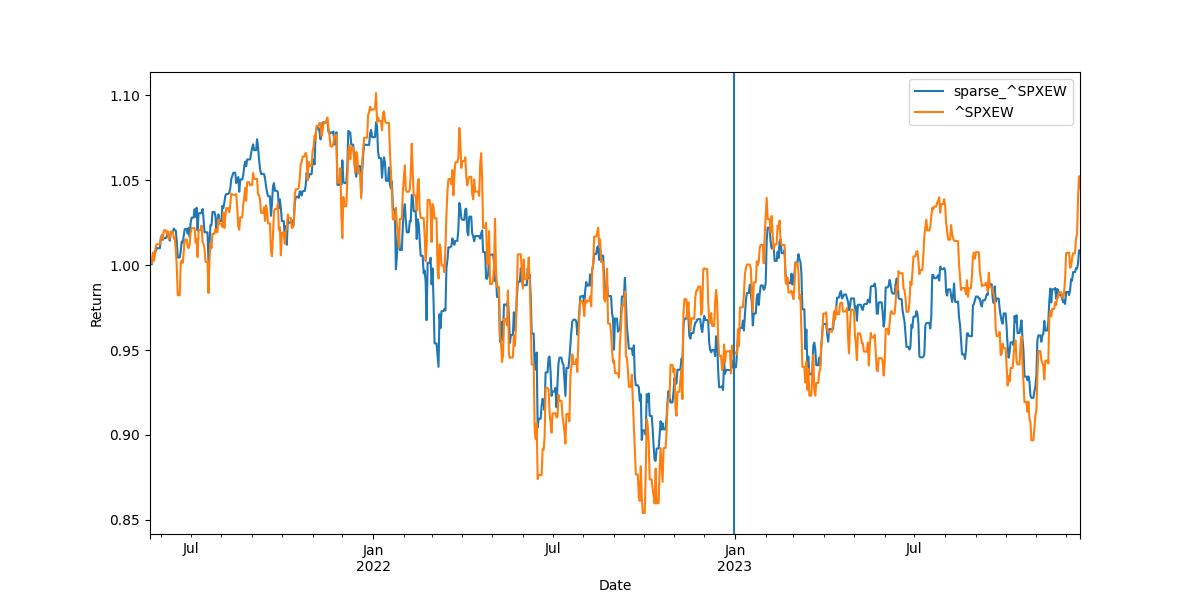 sparse_^SPXEW
^SPXEW
Return
1.10
1.05
1.00
0.95
0.90
0.85
Jul
Jan
2022
Jul
Jan
2023
Jul
Date